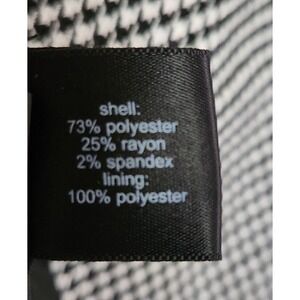 shell:
73% polyester
25% rayon
2% spandex
lining:
100% polyester